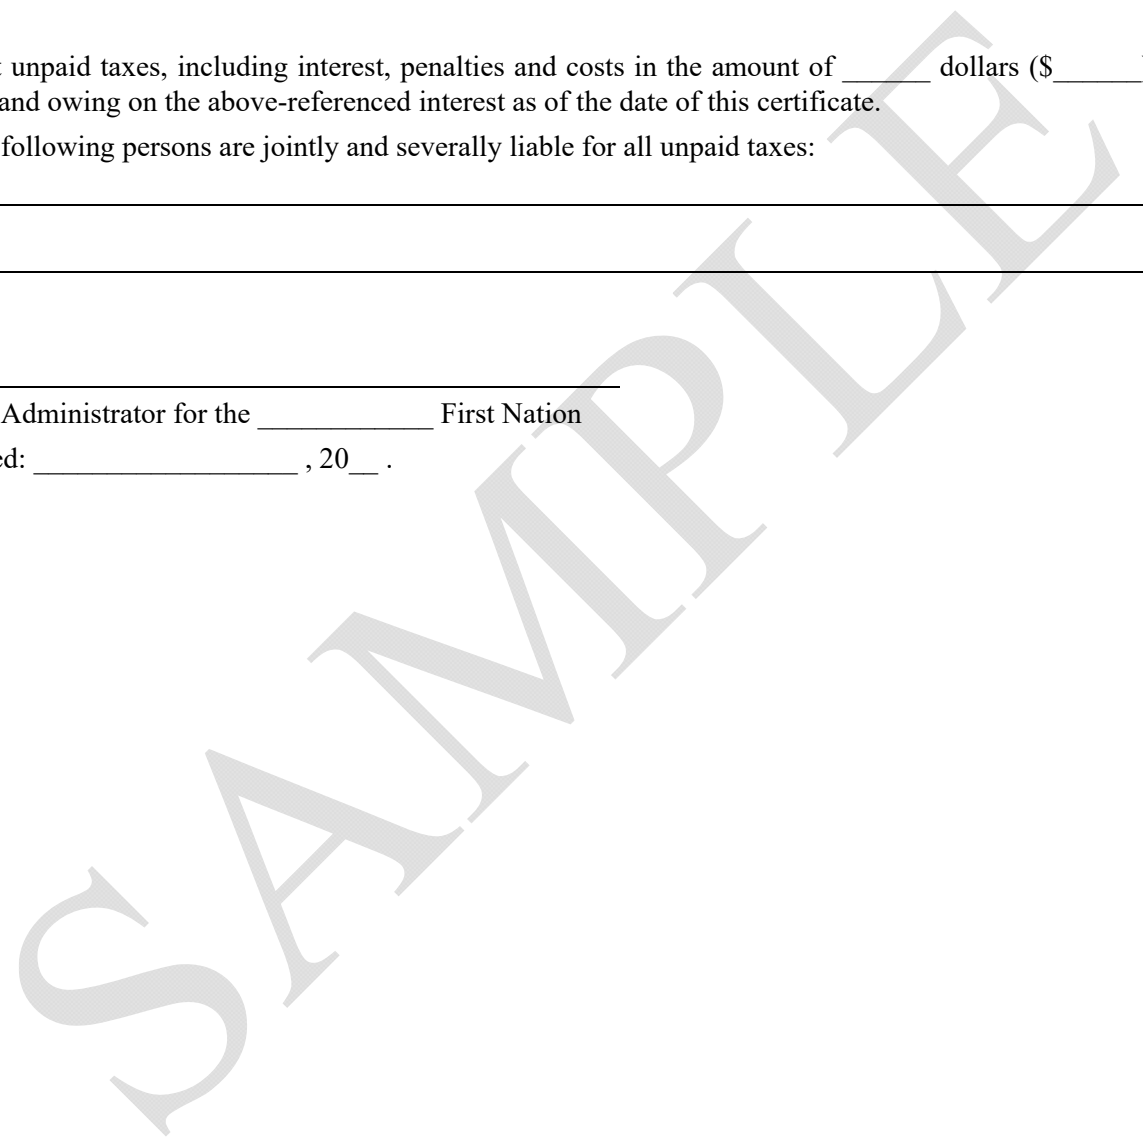 unpaid taxes, including interest, penalties and costs in the amount of ______ dollars ($______
and owing on the above-referenced interest as of the date of this certificate.
following persons are jointly and severally liable for all unpaid taxes:
Administrator for the ____________ First Nation
ed: __________________ , 20__ .
SAMPLE